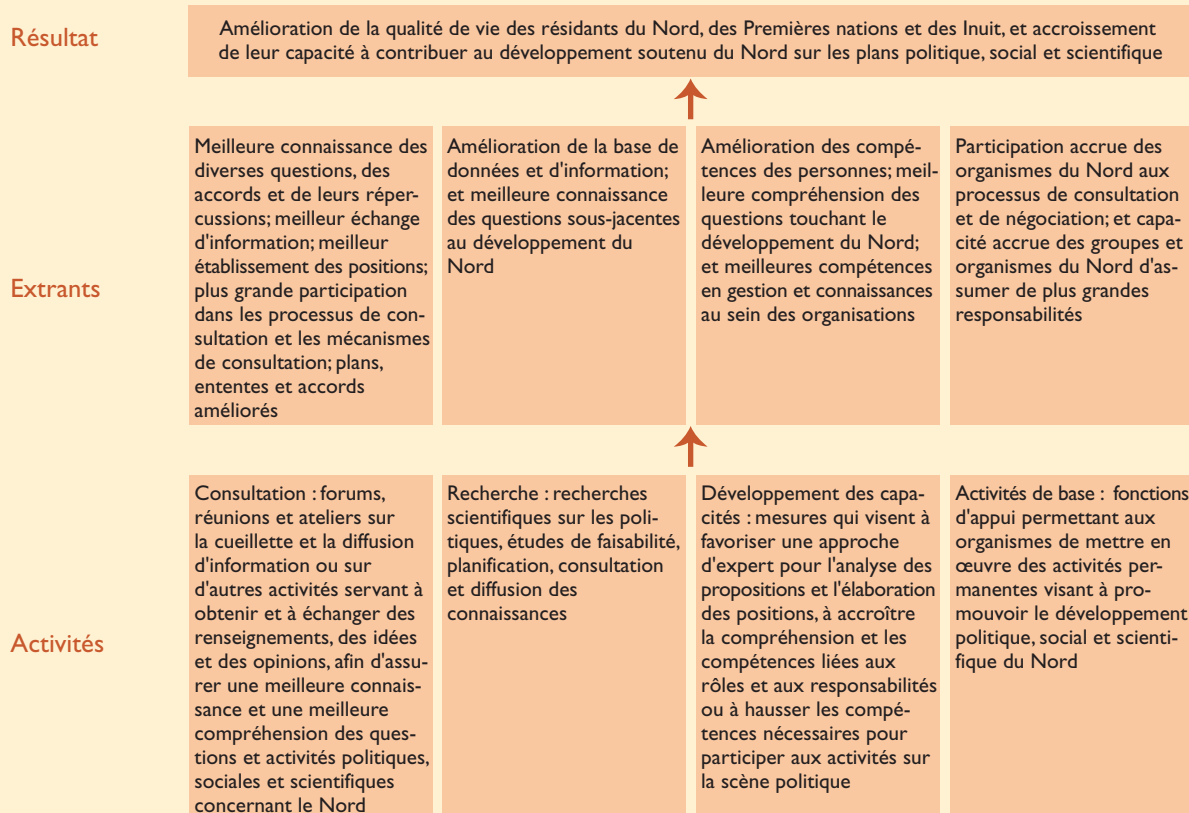 Résultat
Amélioration de la qualité de vie des résidants du Nord, des Premières nations et des Inuit, et accroissement
de leur capacité à contribuer au développement soutenu du Nord sur les plans politique, social et scientifique
Extrants
Meilleure connaissance des
diverses questions, des
accords et de leurs réper-
cussions; meilleur échange
d'information; meilleur
établissement des positions;
plus grande participation
dans les processus de con-
sultation et les mécanismes
de consultation; plans,
ententes et accords
améliorés
Amélioration de la base de
données et d'information;
et meilleure connaissance
des questions sous-jacentes
au développement du
Nord
Amélioration des compé-
tences des personnes; meil-
leure compréhension des
questions touchant le
développement du Nord;
et meilleures compétences
en gestion et connaissances
au sein des organisations
Participation accrue des
organismes du Nord aux
processus de consultation
et de négociation; et capa-
cité accrue des groupes et
organismes du Nord d'as-
sumer de plus grandes
responsabilités
Activités
Consultation : forums,
réunions et ateliers sur
la cueillette et la diffusion
d'information ou sur
d'autres activités servant à
obtenir et à échanger des
renseignements, des idées
et des opinions, afin d'assu-
rer une meilleure connais-
sance et une meilleure
compréhension des ques-
tions et activités politiques,
sociales et scientifiques
concernant le Nord
Recherche : recherches
scientifiques sur les poli-
tiques, études de faisabilité,
planification, consultation
et diffusion des
connaissances
Développement des capa-
cités : mesures qui visent à
favoriser une approche
d'expert pour l'analyse des
propositions et l'élaboration
des positions, à accroître
la compréhension et les
compétences liées aux
rôles et aux responsabilités
ou à hausser les compé-
tences nécessaires pour
participer aux activités sur
la scène politique
Activités de base : fonctions
d'appui permettant aux
organismes de mettre en
œuvre des activités per-
manentes visant à pro-
mouvoir le développement
politique, social et scienti-
fique du Nord